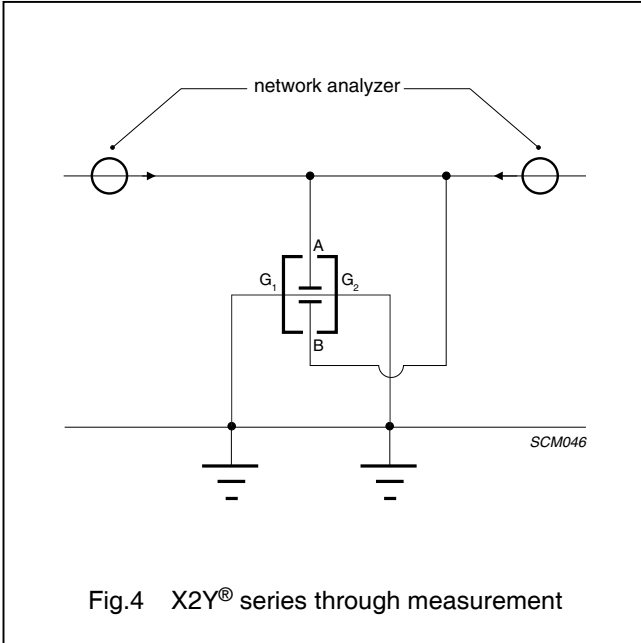 network analyzer
A
G₁ G₂
B
SCM046
Fig.4 X2Y® series through measurement